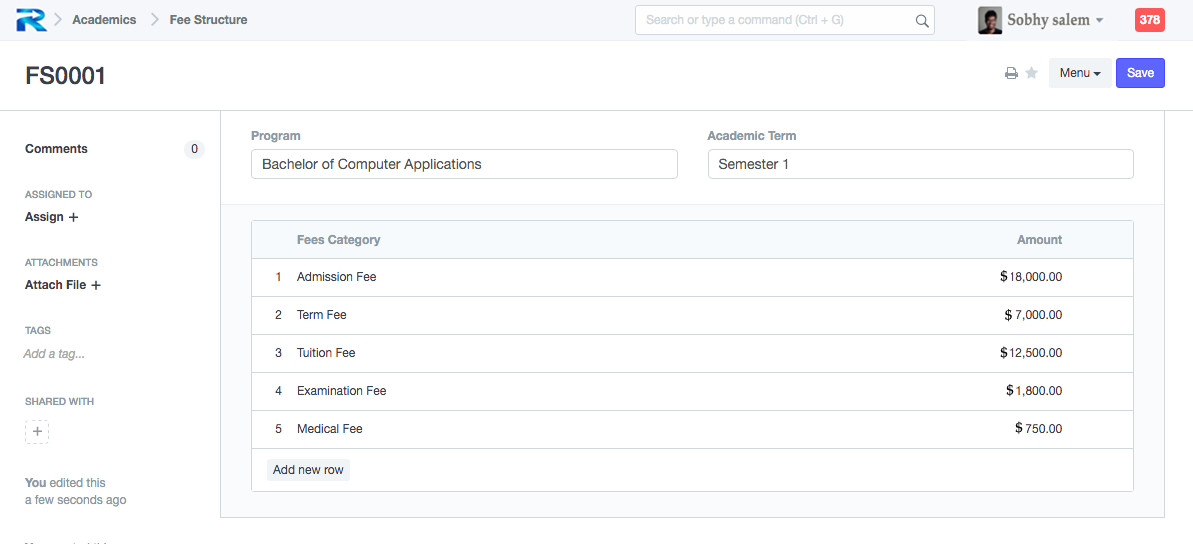 Academics Fee Structure Search or type a command (Ctrl + G) Sobhy salem 378
FS0001 Menu Save
Comments 0
ASSIGNED TO
Assign +
ATTACHMENTS
Attach File +
TAGS
Add a tag...
SHARED WITH
+
You edited this
a few seconds ago
Program Academic Term
Bachelor of Computer Applications Semester 1
Fees Category Amount
1 Admission Fee $ 18,000.00
2 Term Fee $ 7,000.00
3 Tuition Fee $ 12,500.00
4 Examination Fee $ 1,800.00
5 Medical Fee $ 750.00
Add new row